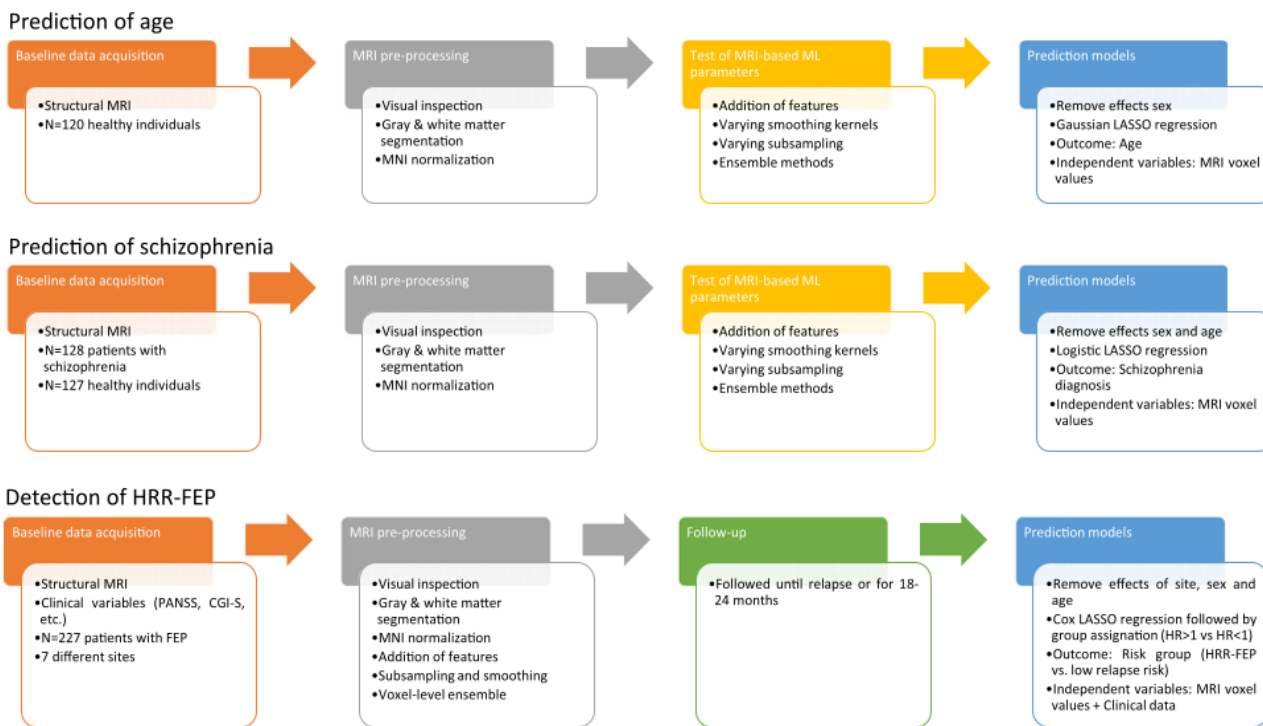 Prediction of age
Baseline data acquisition
•Structural MRI
•N=120 healthy individuals
MRI pre-processing
•Visual inspection
•Gray & white matter
segmentation
•MNI normalization
Test of MRI-based ML
parameters
•Addition of features
•Varying smoothing kernels
•Varying subsampling
•Ensemble methods
Prediction models
•Remove effects sex
•Gaussian LASSO regression
•Outcome: Age
•Independent variables: MRI voxel
values
Prediction of schizophrenia
Baseline data acquisition
•Structural MRI
•N=128 patients with
schizophrenia
•N=127 healthy individuals
MRI pre-processing
•Visual inspection
•Gray & white matter
segmentation
•MNI normalization
Test of MRI-based ML
parameters
•Addition of features
•Varying smoothing kernels
•Varying subsampling
•Ensemble methods
Prediction models
•Remove effects sex and age
•Logistic LASSO regression
•Outcome: Schizophrenia
diagnosis
•Independent variables: MRI voxel
values
Detection of HRR-FEP
Baseline data acquisition
•Structural MRI
•Clinical variables (PANSS, CGI-S,
etc.)
•N=227 patients with FEP
•7 different sites
MRI pre-processing
•Visual inspection
•Gray & white matter
segmentation
•MNI normalization
•Addition of features
•Subsampling and smoothing
•Voxel-level ensemble
Follow-up
•Followed until relapse or for 18-
24 months
Prediction models
•Remove effects of site, sex and
age
•Cox LASSO regression followed by
group assignation (HR>1 vs HR<1)
•Outcome: Risk group (HRR-FEP
vs. low relapse risk)
•Independent variables: MRI voxel
values + Clinical data